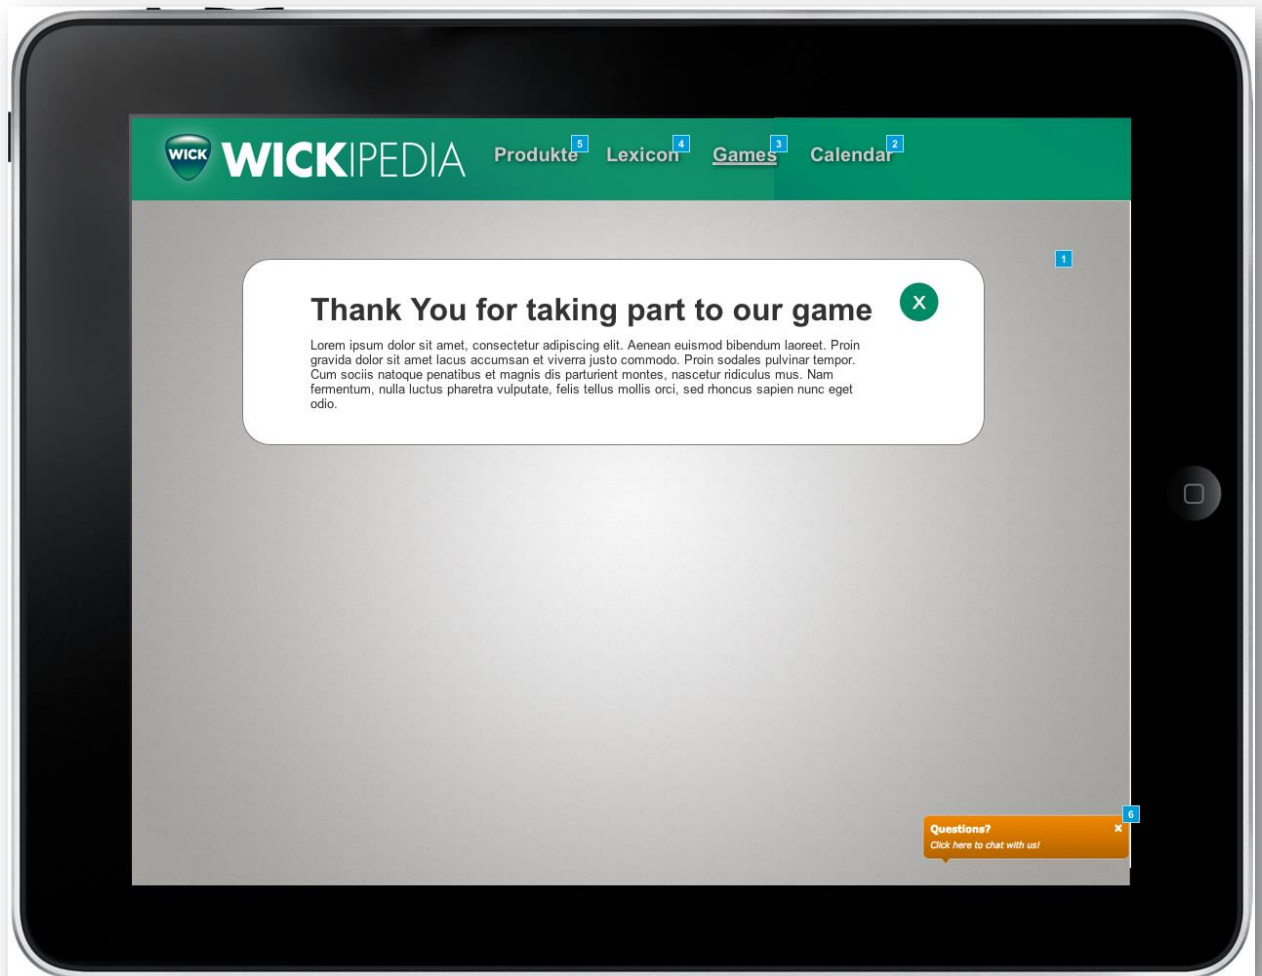 WICK WICKIPEDIA Produkte 5 Lexicon 4 Games 3 Calendar 2
1
Thank You for taking part to our game X
Lorem ipsum dolor sit amet, consectetur adipiscing elit. Aenean euismod bibendum laoreet. Proin
gravida dolor sit amet lacus accumsan et viverra justo commodo. Proin sodales pulvinar tempor.
Cum sociis natoque penatibus et magnis dis parturient montes, nascetur ridiculus mus. Nam
fermentum, nulla luctus pharetra vulputate, felis tellus mollis orci, sed rhoncus sapien nunc eget
odio.
6
Questions? x
Click here to chat with us!